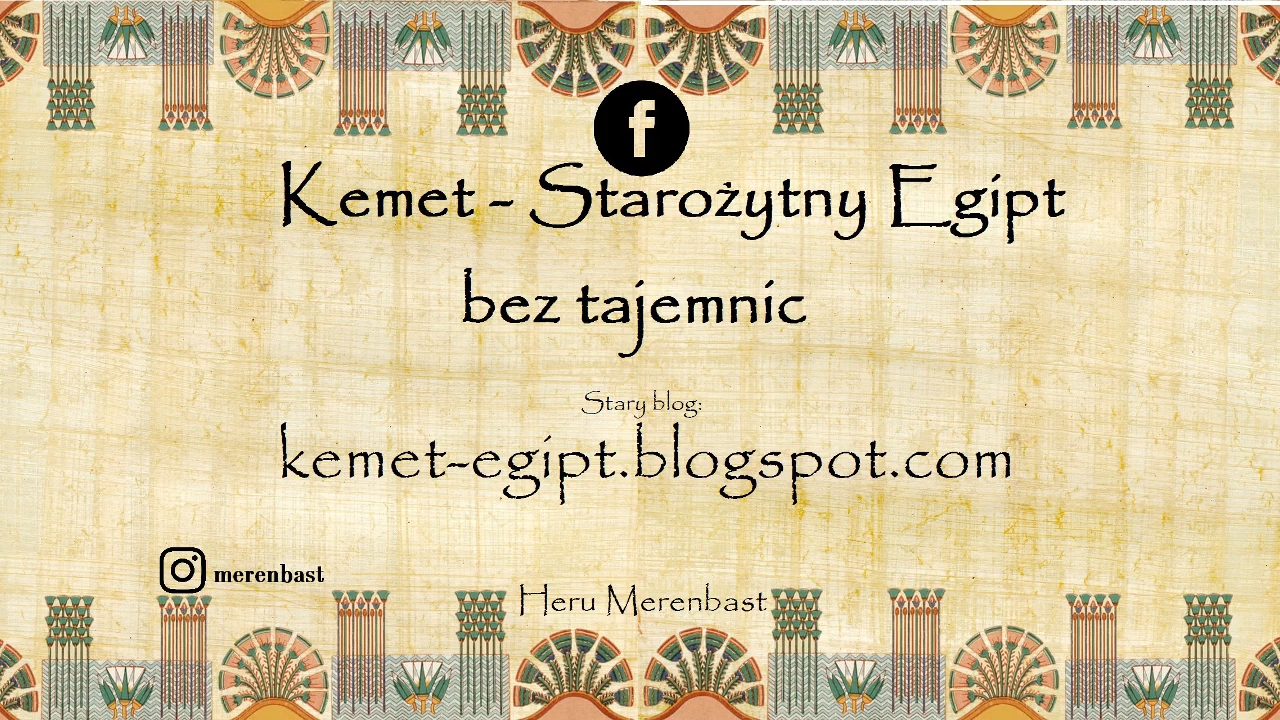 Kemet - Starożytny Egipt
bez tajemnic
Stary blog:
kemet-egipt.blogspot.com
merenbast
Heru Merenbast